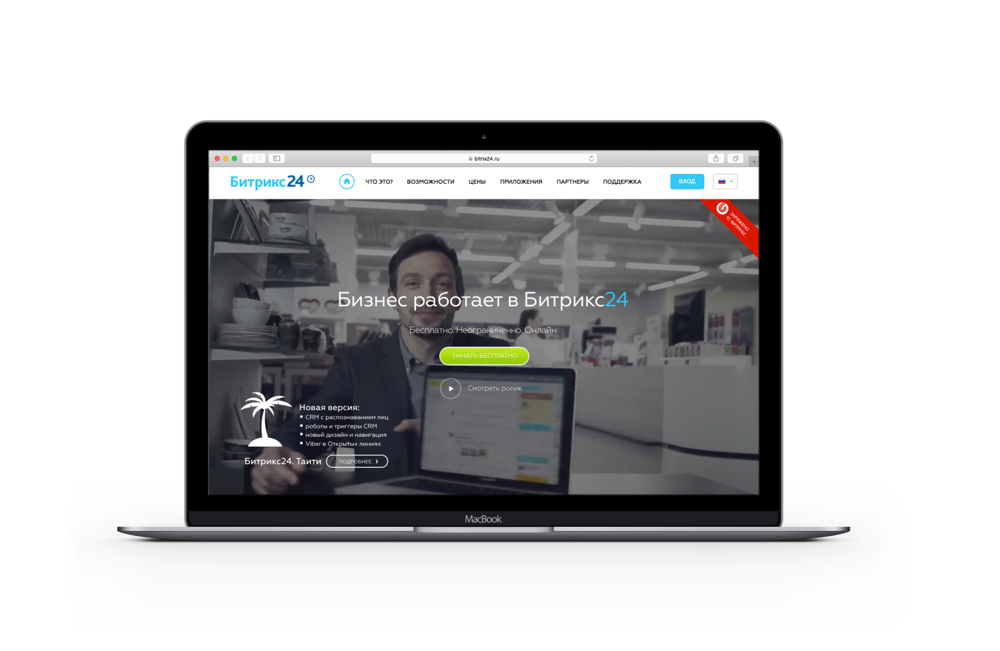 bitrix24.ru
Битрикс24
ЧТО ЭТО? ВОЗМОЖНОСТИ ЦЕНЫ ПРИЛОЖЕНИЯ ПАРТНЕРЫ ПОДДЕРЖКА
ВХОД
ЗАРЯЖЕНО
1С-БИТРИКС
Бизнес работает в Битрикс24
Бесплатно. Неограниченно. Онлайн.
НАЧАТЬ БЕСПЛАТНО
Смотреть ролик
Новая версия:
• CRM с распознаванием лиц
• роботы и триггеры CRM
• новый дизайн и навигация
• Viber в Открытых линиях
Битрикс24. Таити
ПОДРОБНЕЕ
MacBook